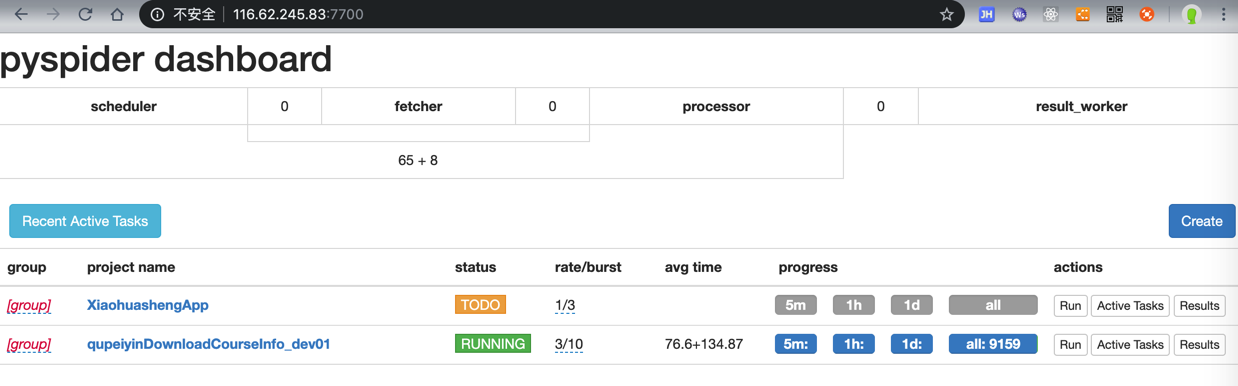 不安全 116.62.245.83:7700
pyspider dashboard
scheduler 0 fetcher 0 processor 0 result_worker
65 + 8
Recent Active Tasks Create
group project name status rate/burst avg time progress actions
[group] XiaohuashengApp TODO 1/3 5m 1h 1d all Run Active Tasks Results
[group] qupeiyinDownloadCourseInfo_dev01 RUNNING 3/10 76.6+134.87 5m: 1h: 1d: all: 9159 Run Active Tasks Results